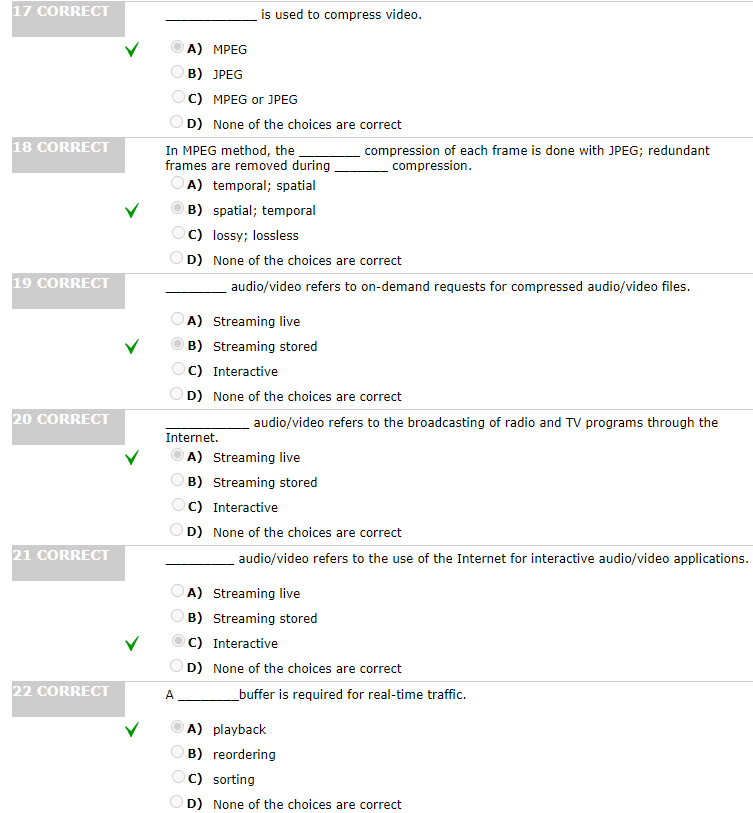 17 CORRECT
____________ is used to compress video.
A) MPEG
B) JPEG
C) MPEG or JPEG
D) None of the choices are correct
18 CORRECT
In MPEG method, the ________ compression of each frame is done with JPEG; redundant
frames are removed during _______ compression.
A) temporal; spatial
B) spatial; temporal
C) lossy; lossless
D) None of the choices are correct
19 CORRECT
________ audio/video refers to on-demand requests for compressed audio/video files.
A) Streaming live
B) Streaming stored
C) Interactive
D) None of the choices are correct
20 CORRECT
___________ audio/video refers to the broadcasting of radio and TV programs through the
Internet.
A) Streaming live
B) Streaming stored
C) Interactive
D) None of the choices are correct
21 CORRECT
_________ audio/video refers to the use of the Internet for interactive audio/video applications.
A) Streaming live
B) Streaming stored
C) Interactive
D) None of the choices are correct
22 CORRECT
A ________buffer is required for real-time traffic.
A) playback
B) reordering
C) sorting
D) None of the choices are correct